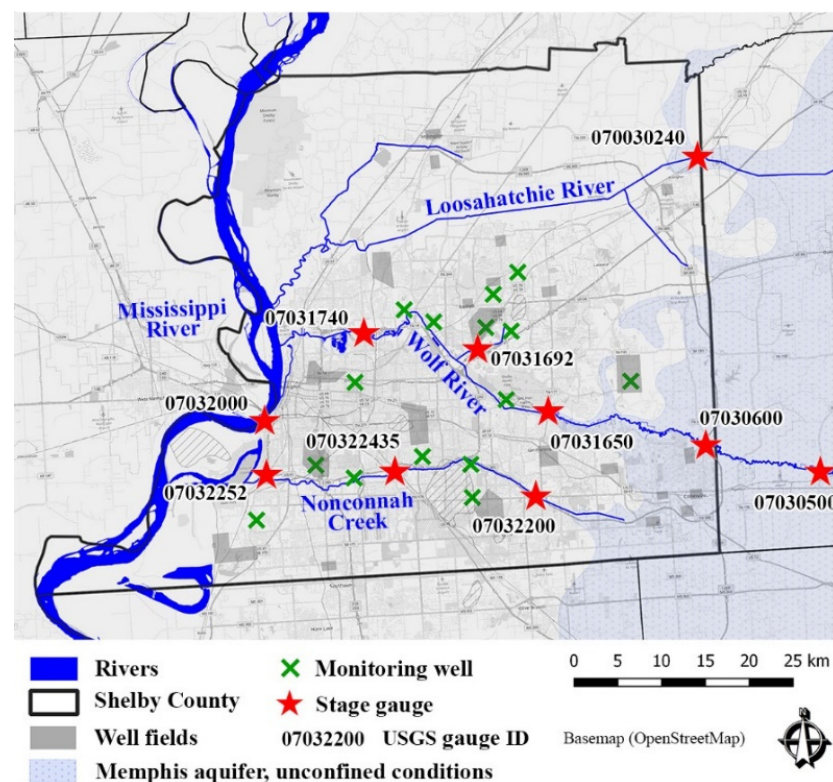 070030240
Loosahatchie River
Mississippi
River
07031740
Wolf River
07031692
07032000
070322435
07031650
07030600
07032252
Nonconnah
Creek
07032200
07030500
Rivers
Monitoring well
0 5 10 15 20 25 km
Shelby County
Stage gauge
Well fields
07032200 USGS gauge ID
Basemap (OpenStreetMap)
Memphis aquifer, unconfined conditions